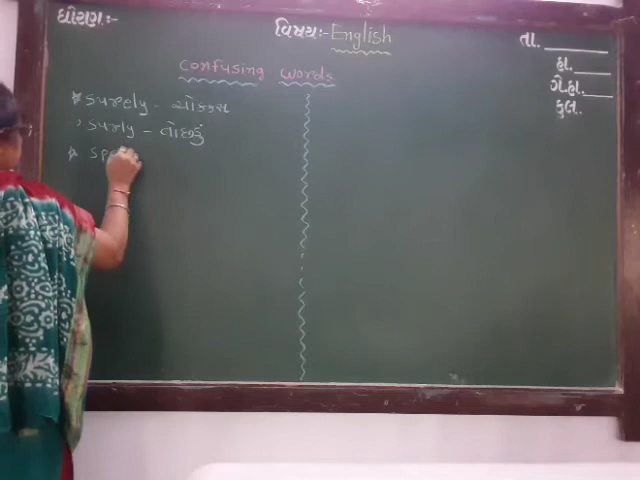 ધોરણ:-
વિષય:- English
તા.
હા.
ગે.હા.
કુલ.
confusing words
* surely - ચોક્કસ
, surly - તોછડું
* sp